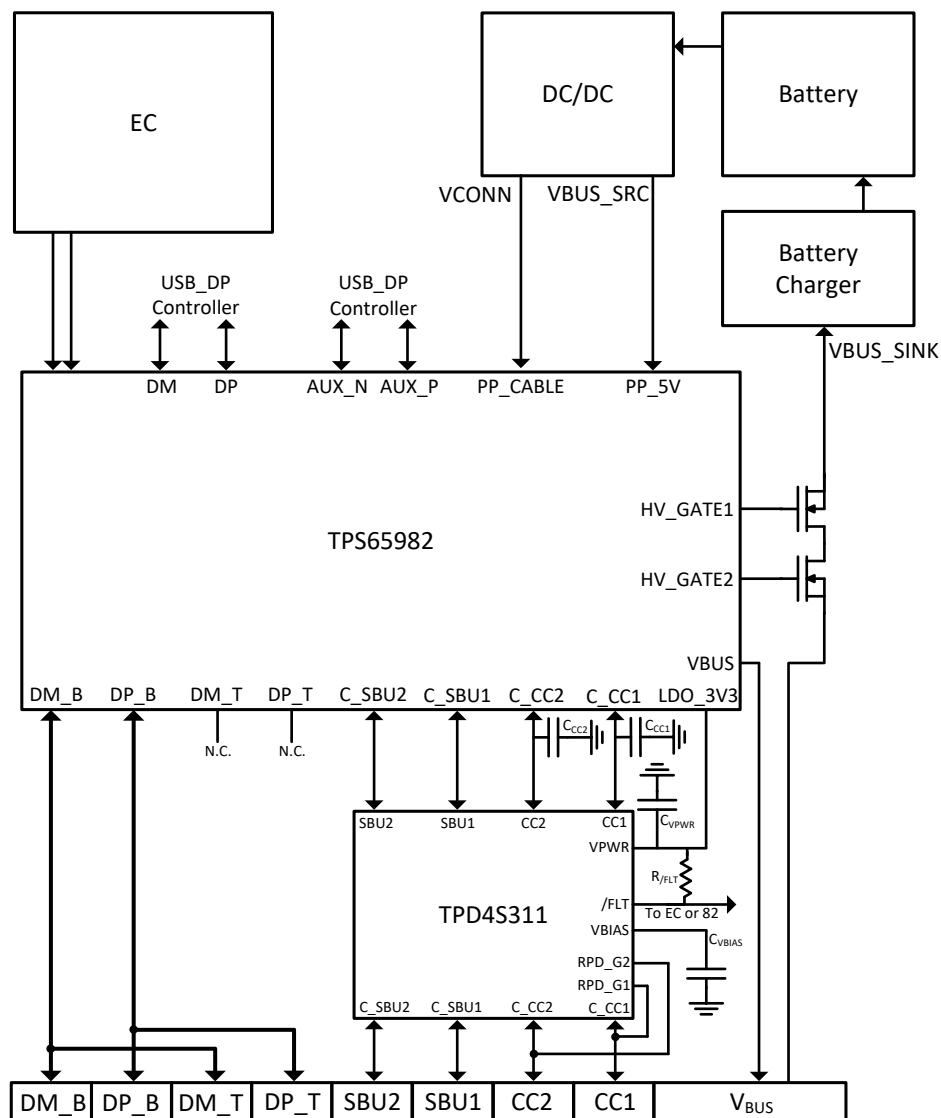 EC
DC/DC
Battery
VCONN
VBUS_SRC
Battery
Charger
USB_DP
Controller
USB_DP
Controller
VBUS_SINK
DM
DP
AUX_N
AUX_P
PP_CABLE
PP_5V
HV_GATE1
TPS65982
HV_GATE2
VBUS
DM_B
DP_B
DM_T
DP_T
C_SBU2
C_SBU1
C_CC2
C_CC1
LDO_3V3
N.C.
N.C.
CCC2
CCC1
CVPWR
SBU2
SBU1
CC2
CC1
VPWR
R/FLT
/FLT
To EC or 82
TPD4S311
VBIAS
CVBIAS
RPD_G2
RPD_G1
C_SBU2
C_SBU1
C_CC2
C_CC1
DM_B
DP_B
DM_T
DP_T
SBU2
SBU1
CC2
CC1
VBUS